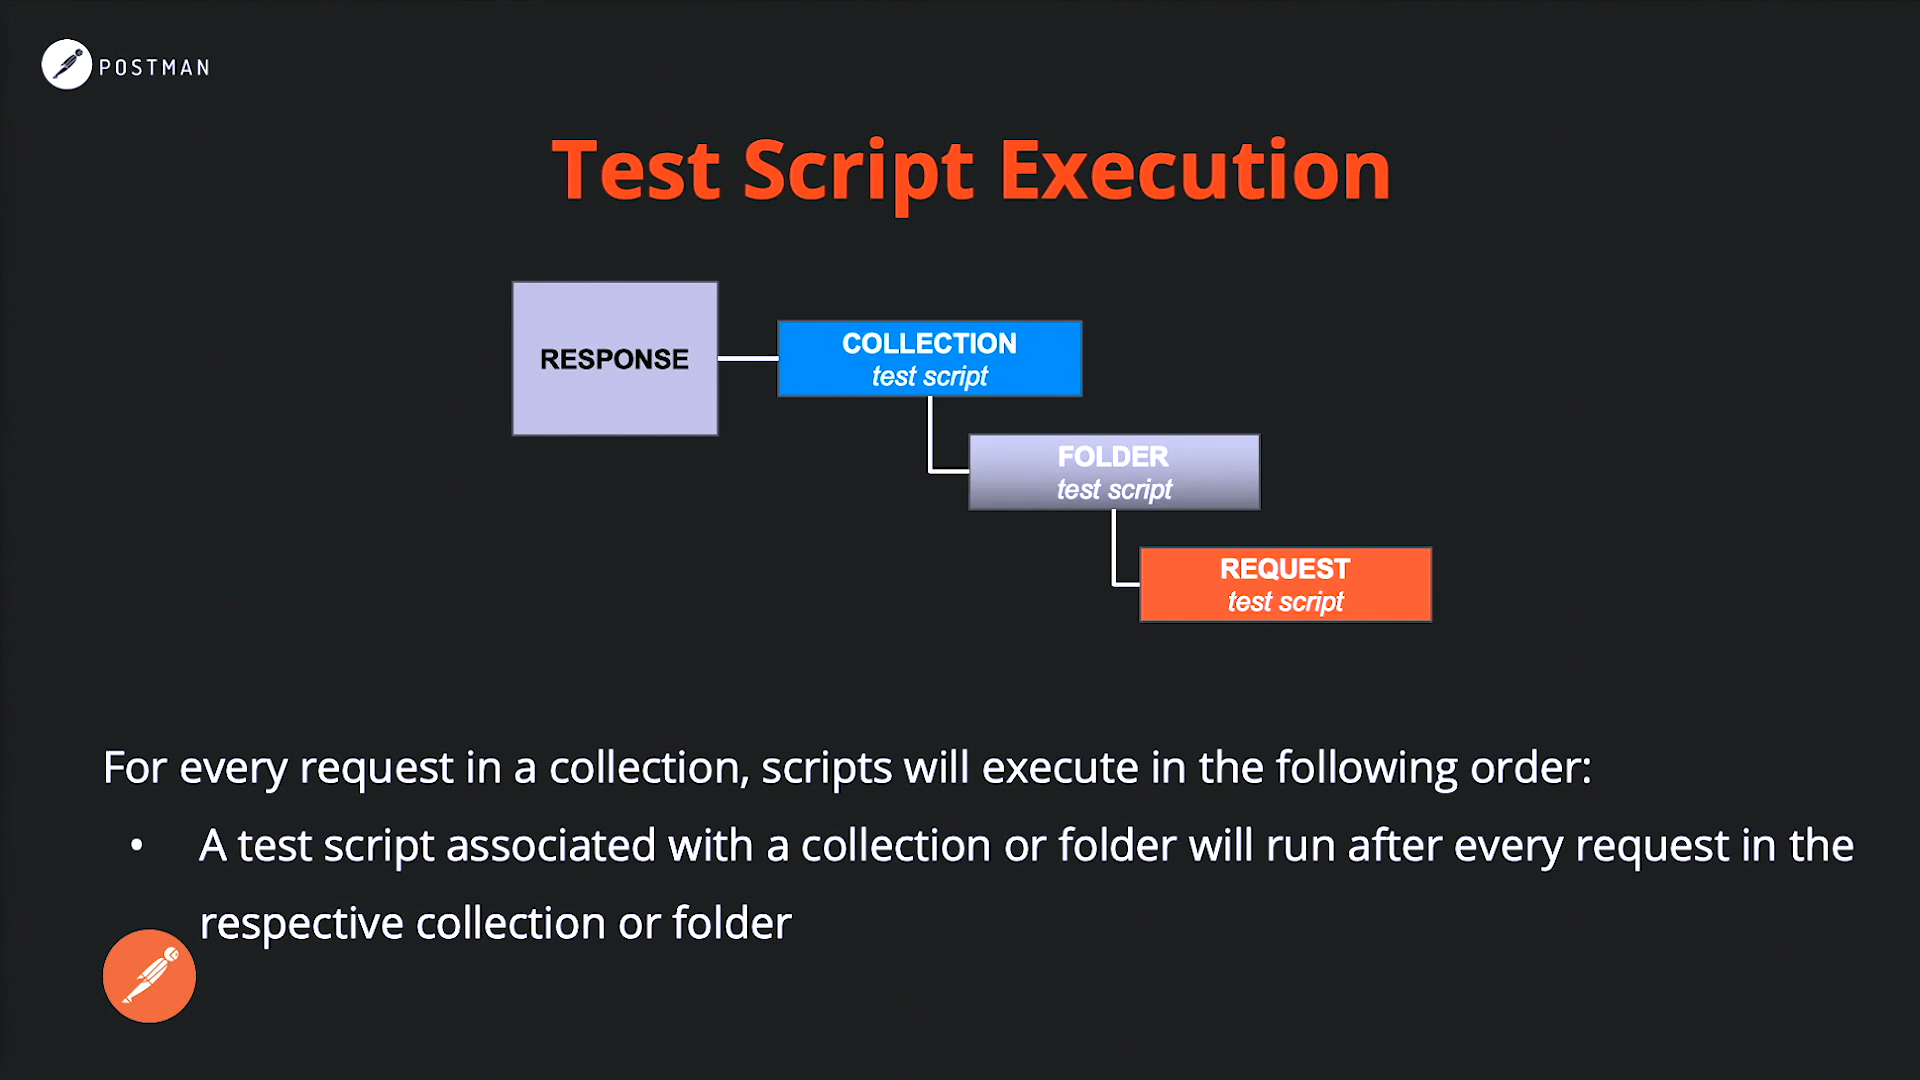 POSTMAN
Test Script Execution
RESPONSE
COLLECTION
test script
FOLDER
test script
REQUEST
test script
For every request in a collection, scripts will execute in the following order:
• A test script associated with a collection or folder will run after every request in the
respective collection or folder